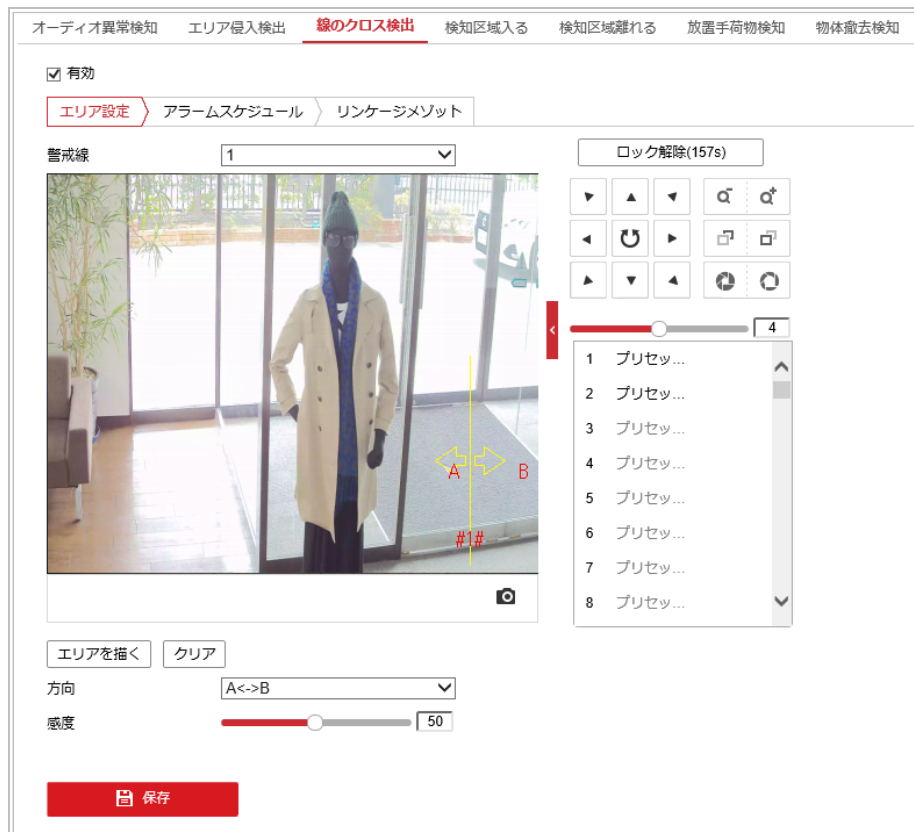 オーディオ異常検知 エリア侵入検出 線のクロス検出 検知区域入る 検知区域離れる 放置手荷物検知 物体撤去検知
有効
エリア設定 アラームスケジュール リンケージメゾット
警戒線 1
ロック解除(157s)
4
1 プリセッ...
2 プリセッ...
3 プリセッ...
4 プリセッ...
5 プリセッ...
6 プリセッ...
7 プリセッ...
8 プリセッ...
A B
#1#
エリアを描く クリア
方向 A<->B
感度 50
保存